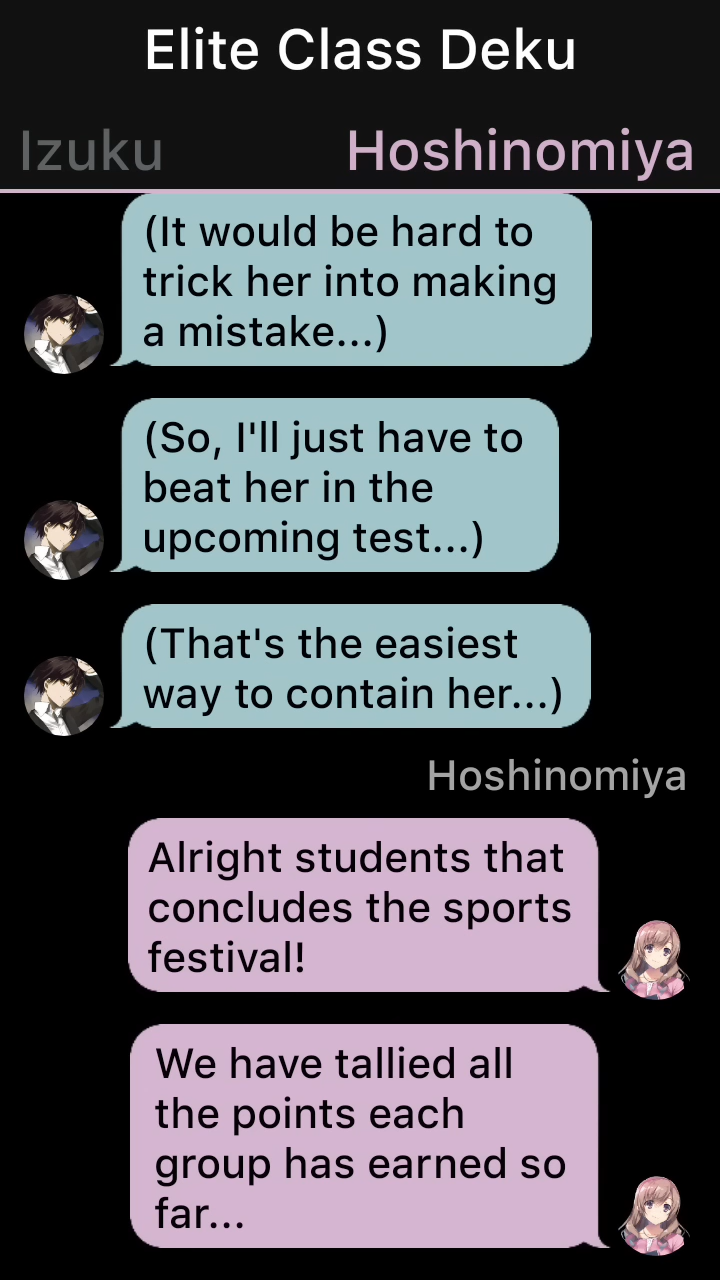 Elite Class Deku
Izuku Hoshinomiya
(It would be hard to
trick her into making
a mistake...)
(So, I'll just have to
beat her in the
upcoming test...)
(That's the easiest
way to contain her...)
Hoshinomiya
Alright students that
concludes the sports
festival!
We have tallied all
the points each
group has earned so
far...